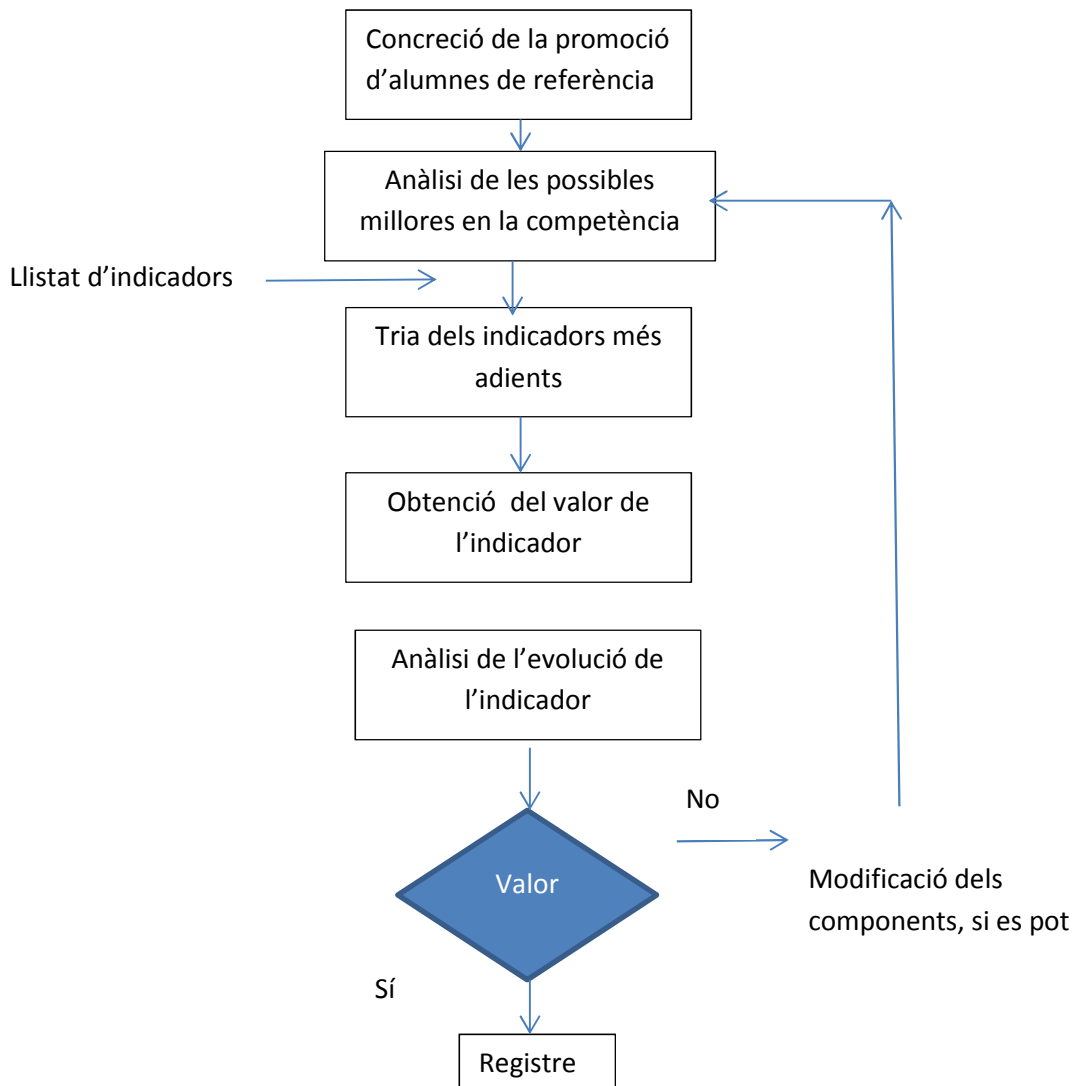 Concreció de la promoció
d’alumnes de referència
Anàlisi de les possibles
millores en la competència
Llistat d’indicadors
Tria dels indicadors més
adients
Obtenció  del valor de
l’indicador
Anàlisi de l’evolució de
l’indicador
No
Valor
Modificació dels
components, si es pot
Sí
Registre